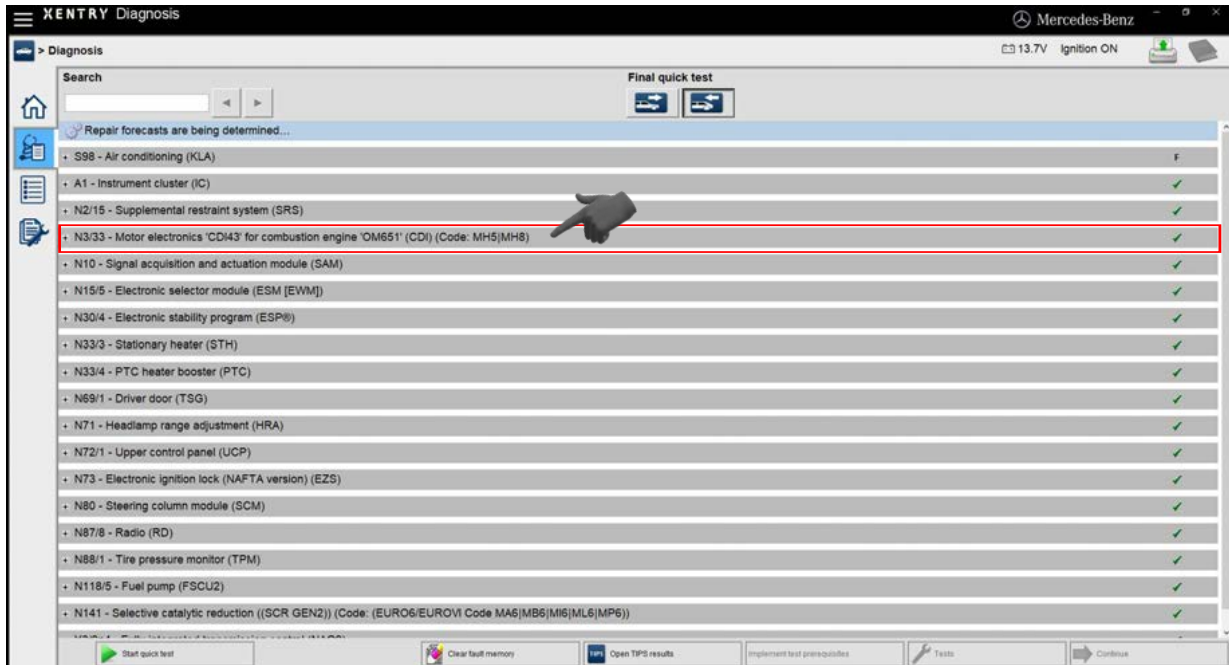 XENTRY Diagnosis
Mercedes-Benz
> Diagnosis
13.7V Ignition ON
Search
Final quick test
Repair forecasts are being determined...
+ S98 - Air conditioning (KLA) F
+ A1 - Instrument cluster (IC) ✓
+ N2/15 - Supplemental restraint system (SRS) ✓
+ N3/33 - Motor electronics 'CDI43' for combustion engine 'OM651' (CDI) (Code: MH5|MH8) ✓
+ N10 - Signal acquisition and actuation module (SAM) ✓
+ N15/5 - Electronic selector module (ESM [EWM]) ✓
+ N30/4 - Electronic stability program (ESP®) ✓
+ N33/3 - Stationary heater (STH) ✓
+ N33/4 - PTC heater booster (PTC) ✓
+ N69/1 - Driver door (TSG) ✓
+ N71 - Headlamp range adjustment (HRA) ✓
+ N72/1 - Upper control panel (UCP) ✓
+ N73 - Electronic ignition lock (NAFTA version) (EZS) ✓
+ N80 - Steering column module (SCM) ✓
+ N87/8 - Radio (RD) ✓
+ N88/1 - Tire pressure monitor (TPM) ✓
+ N118/5 - Fuel pump (FSCU2) ✓
+ N141 - Selective catalytic reduction ((SCR GEN2)) (Code: (EURO6/EUROVI Code MA6|MB6|MI6|ML6|MP6)) ✓
Start quick test
Clear fault memory
TIPS Open TIPS results
Implement test prerequisites
Tests
Continue